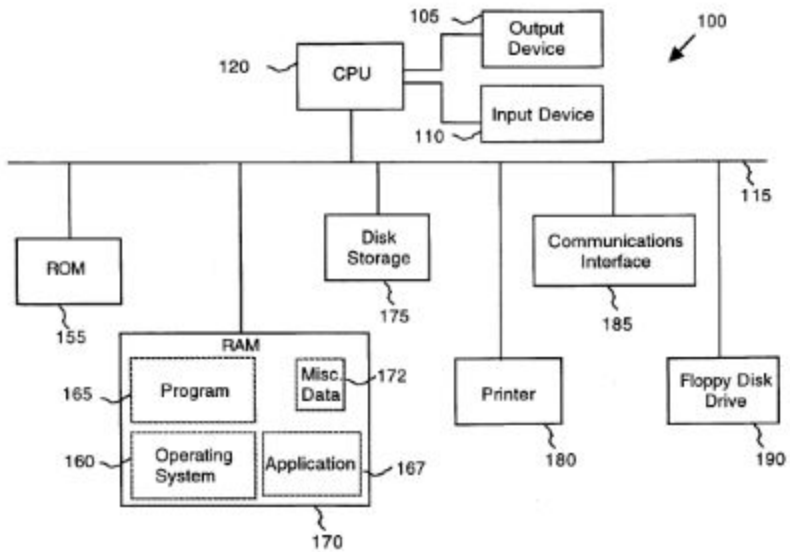 105
Output
Device
100
120
CPU
110
Input Device
115
ROM
155
Disk
Storage
175
Communications
Interface
185
RAM
165
Program
Misc.
Data
172
160
Operating
System
Application
167
170
Printer
180
Floppy Disk
Drive
190